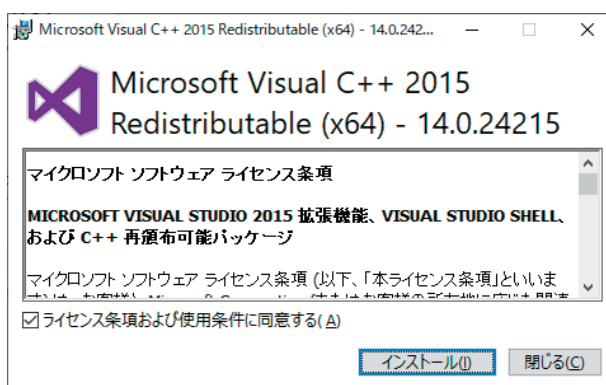 Microsoft Visual C++ 2015 Redistributable (x64) - 14.0.242...
Microsoft Visual C++ 2015
Redistributable (x64) - 14.0.24215
マイクロソフト ソフトウェア ライセンス条項
MICROSOFT VISUAL STUDIO 2015 拡張機能、VISUAL STUDIO SHELL、
および C++ 再頒布可能パッケージ
マイクロソフト ソフトウェア ライセンス条項 (以下、「本ライセンス条項」といいま
ライセンス条項および使用条件に同意する(A)
インストール(I)
閉じる(C)